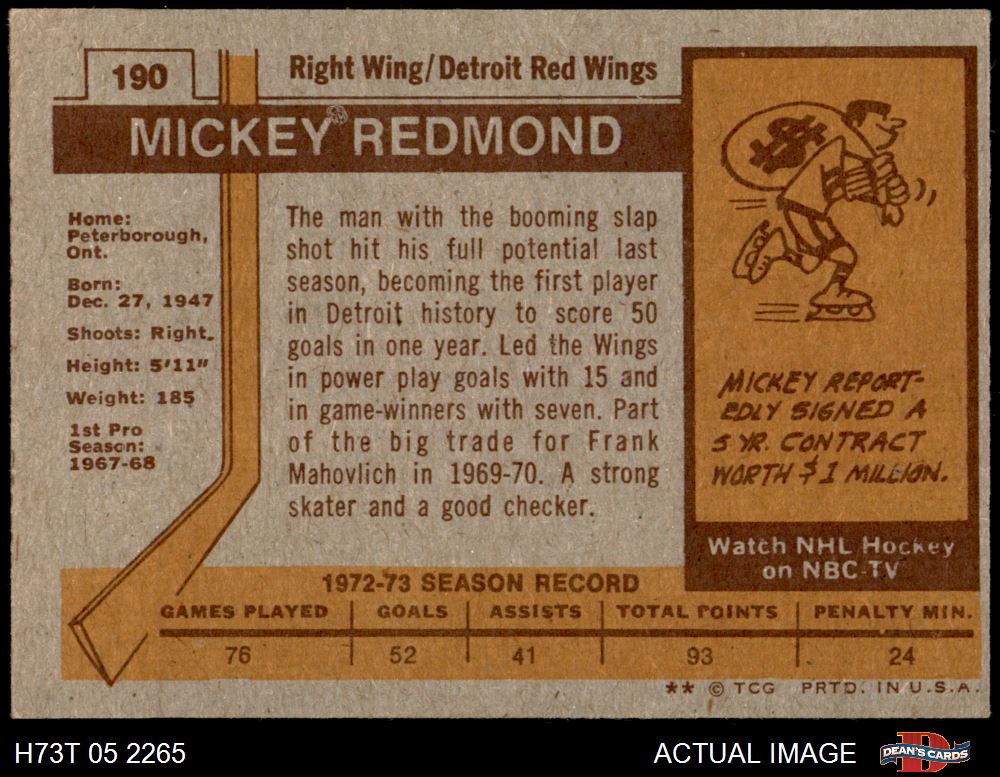 190
Right Wing/Detroit Red Wings
MICKEY REDMOND
Home:
Peterborough,
Ont.
Born:
Dec. 27, 1947
Shoots: Right.
Height: 5'11"
Weight: 185
1st Pro
Season:
1967-68
The man with the booming slap
shot hit his full potential last
season, becoming the first player
in Detroit history to score 50
goals in one year. Led the Wings
in power play goals with 15 and
in game-winners with seven. Part
of the big trade for Frank
Mahovlich in 1969-70. A strong
skater and a good checker.
$
MICKEY REPORT-
EDLY SIGNED A
5 YR. CONTRACT
WORTH $1 MILLION.
Watch NHL Hockey
on NBC-TV
1972-73 SEASON RECORD
GAMES PLAYED GOALS ASSISTS TOTAL POINTS PENALTY MIN.
76 52 41 93 24
** © TCG PRTD. IN U.S.A.
H73T 05 2265
ACTUAL IMAGE
D
DEAN'S CARDS